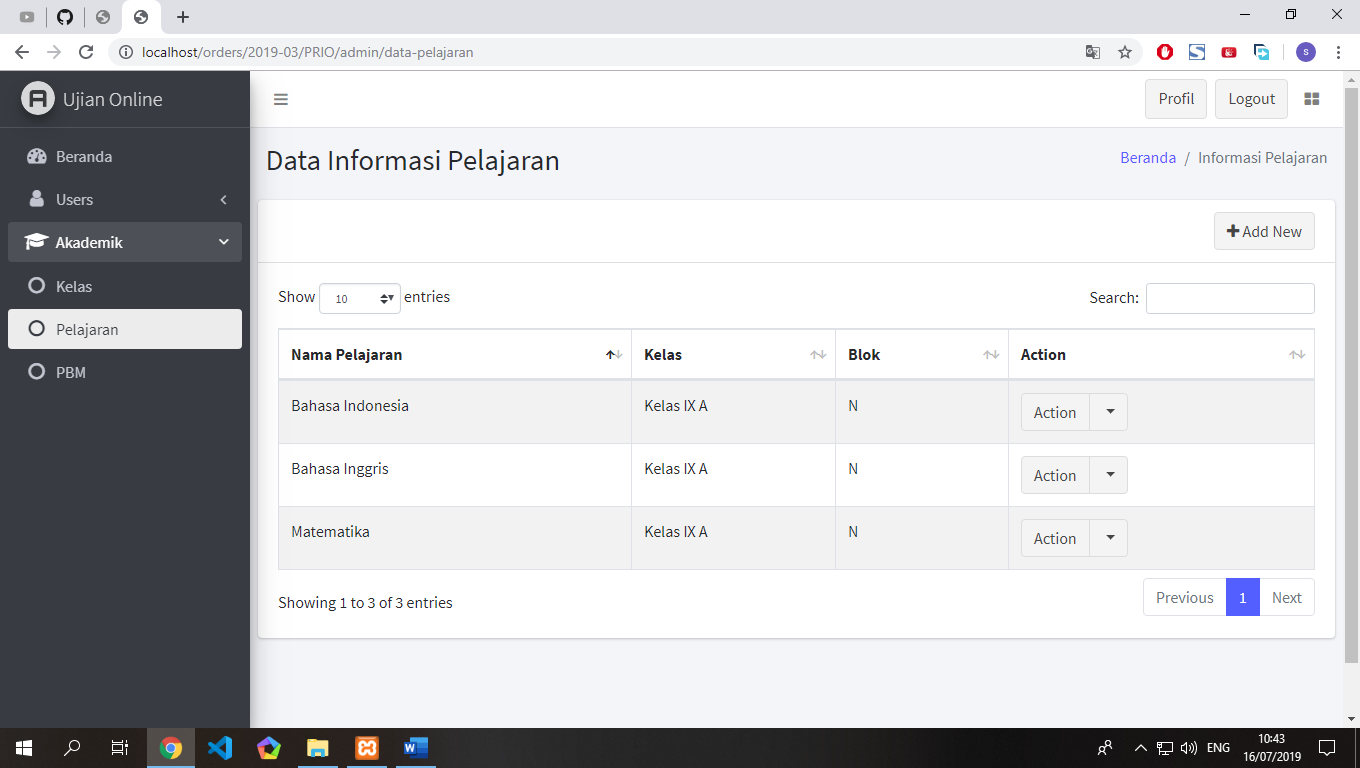 localhost/orders/2019-03/PRIO/admin/data-pelajaran
S
Ujian Online
Profil
Logout
Beranda
Users
Akademik
Kelas
Pelajaran
PBM
Data Informasi Pelajaran
Beranda / Informasi Pelajaran
Add New
Show 10 entries
Search:
Nama Pelajaran Kelas Blok Action
Bahasa Indonesia Kelas IX A N Action
Bahasa Inggris Kelas IX A N Action
Matematika Kelas IX A N Action
Showing 1 to 3 of 3 entries
Previous 1 Next
ENG
10:43
16/07/2019